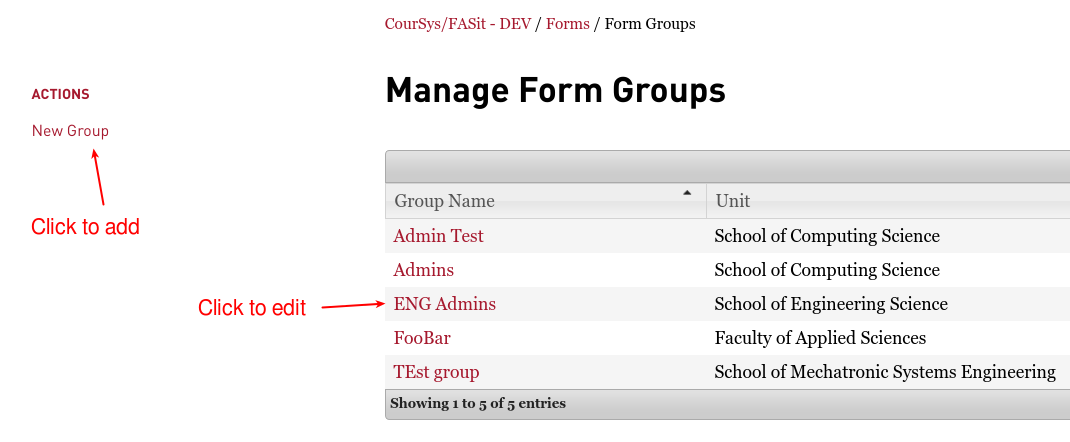 CourSys/FASit - DEV / Forms / Form Groups
ACTIONS
Manage Form Groups
New Group
Click to add
Group Name Unit
Admin Test School of Computing Science
Admins School of Computing Science
Click to edit
ENG Admins School of Engineering Science
FooBar Faculty of Applied Sciences
TEst group School of Mechatronic Systems Engineering
Showing 1 to 5 of 5 entries